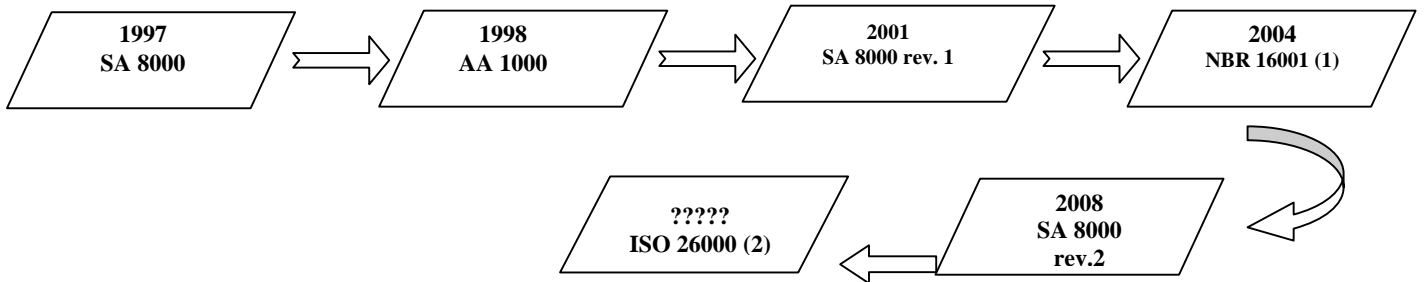 1997
SA 8000
1998
AA 1000
2001
SA 8000 rev. 1
2004
NBR 16001 (1)
2008
SA 8000
rev.2
?????
ISO 26000 (2)